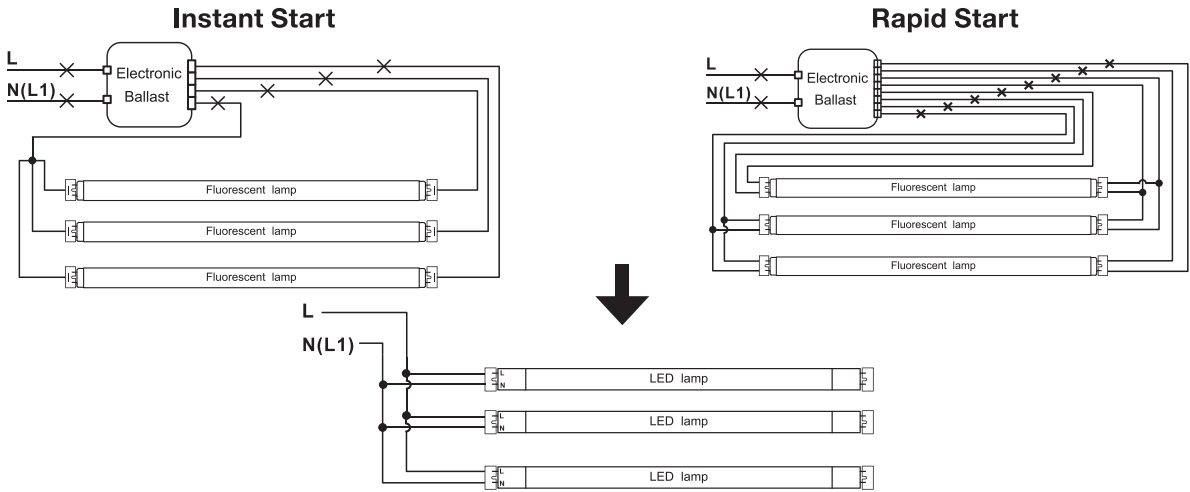 Instant Start
L
N(L1)
Electronic
Ballast
Fluorescent lamp
Fluorescent lamp
Fluorescent lamp
Rapid Start
L
N(L1)
Electronic
Ballast
Fluorescent lamp
Fluorescent lamp
Fluorescent lamp
L
N(L1)
L
N
LED lamp
L
N
LED lamp
L
N
LED lamp